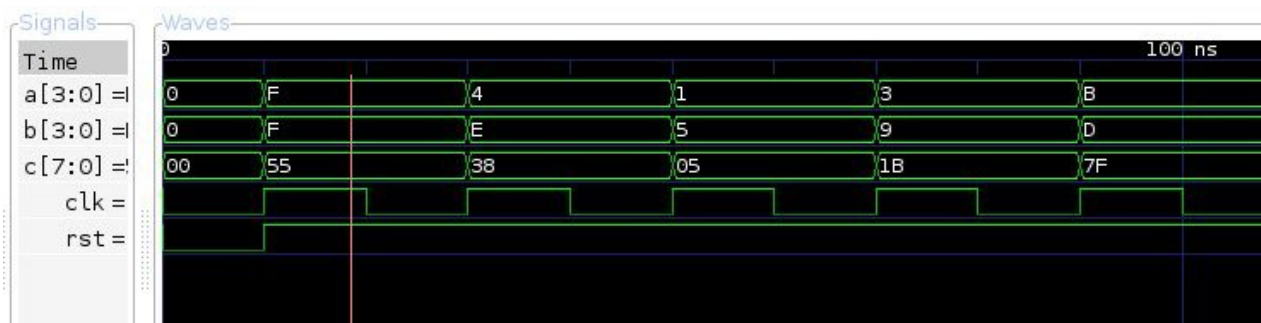 Signals
Waves
Time
0
100 ns
a[3:0] =
0 F 4 1 3 B
b[3:0] =
0 F E 5 9 D
c[7:0] =
00 55 38 05 1B 7F
clk =
rst =